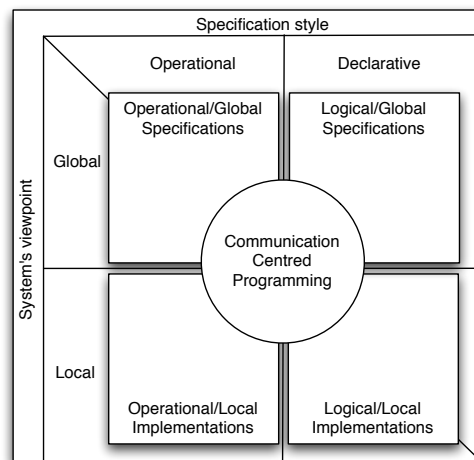 Specification style
Operational
Declarative
System's viewpoint
Global
Operational/Global
Specifications
Logical/Global
Specifications
Communication
Centred
Programming
Local
Operational/Local
Implementations
Logical/Local
Implementations